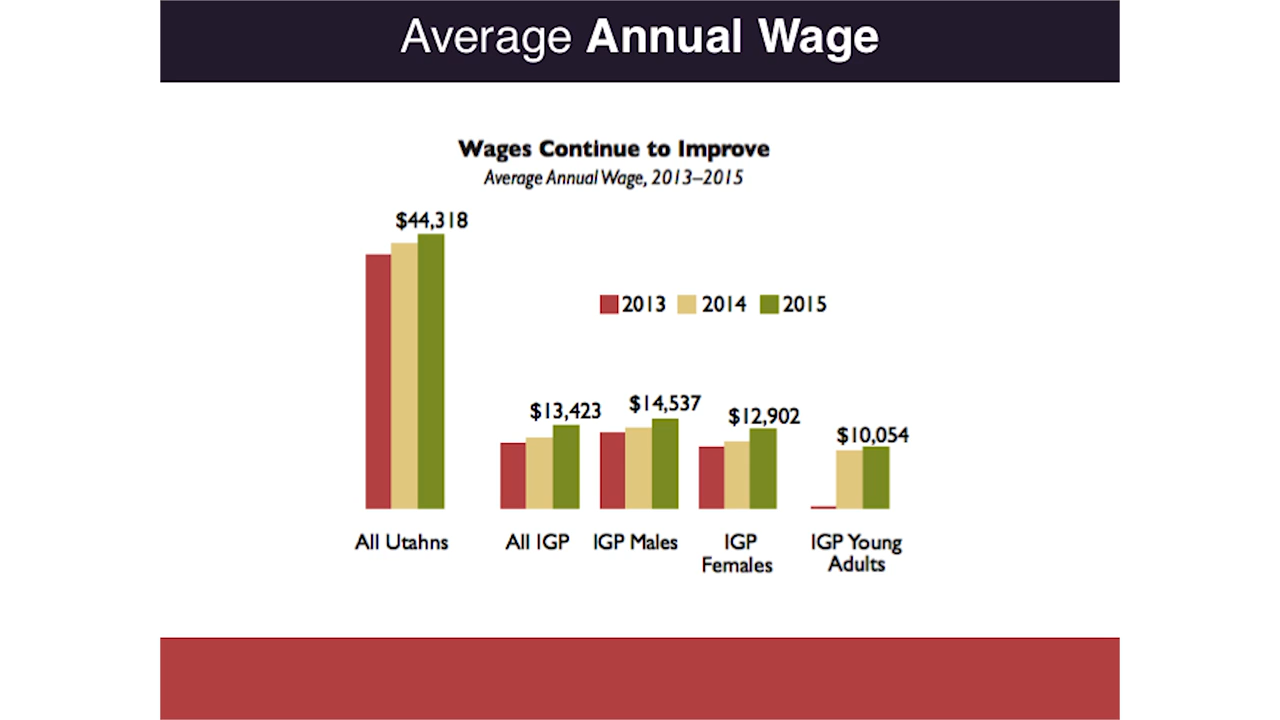 Average Annual Wage
Wages Continue to Improve
Average Annual Wage, 2013–2015
$44,318
2013 2014 2015
$13,423 $14,537 $12,902 $10,054
All Utahns All IGP IGP Males IGP Females IGP Young Adults